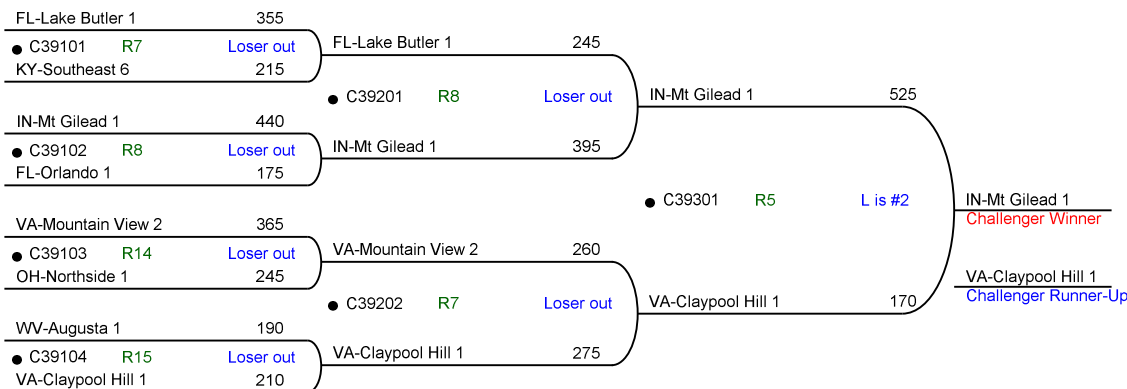 FL-Lake Butler 1 355
C39101 R7 Loser out
KY-Southeast 6 215
IN-Mt Gilead 1 440
C39102 R8 Loser out
FL-Orlando 1 175
VA-Mountain View 2 365
C39103 R14 Loser out
OH-Northside 1 245
WV-Augusta 1 190
C39104 R15 Loser out
VA-Claypool Hill 1 210
FL-Lake Butler 1 245
C39201 R8 Loser out
IN-Mt Gilead 1 395
VA-Mountain View 2 260
C39202 R7 Loser out
VA-Claypool Hill 1 275
IN-Mt Gilead 1 525
C39301 R5 L is #2
VA-Claypool Hill 1 170
IN-Mt Gilead 1
Challenger Winner
VA-Claypool Hill 1
Challenger Runner-Up